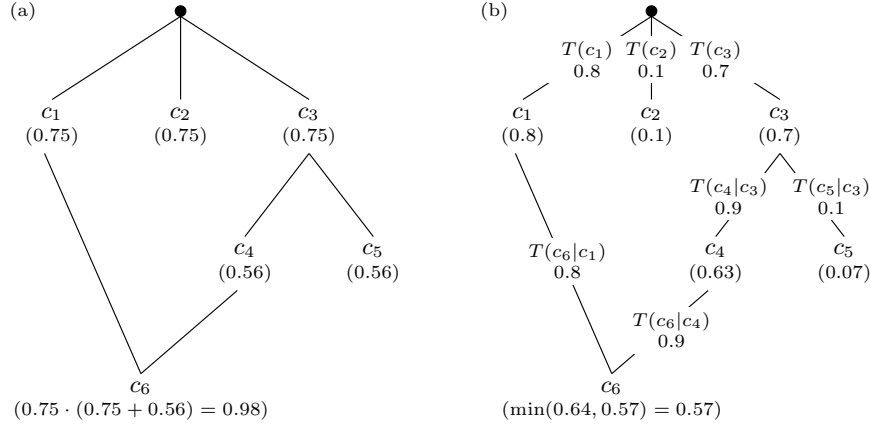 (a)
c1 c2 c3
(0.75) (0.75) (0.75)
c4 c5
(0.56) (0.56)
c6
(0.75 · (0.75 + 0.56) = 0.98)
(b)
T(c1) T(c2) T(c3)
0.8 0.1 0.7
c1 c2 c3
(0.8) (0.1) (0.7)
T(c4|c3) T(c5|c3)
0.9 0.1
T(c6|c1) c4 c5
0.8 (0.63) (0.07)
T(c6|c4)
0.9
c6
(min(0.64, 0.57) = 0.57)